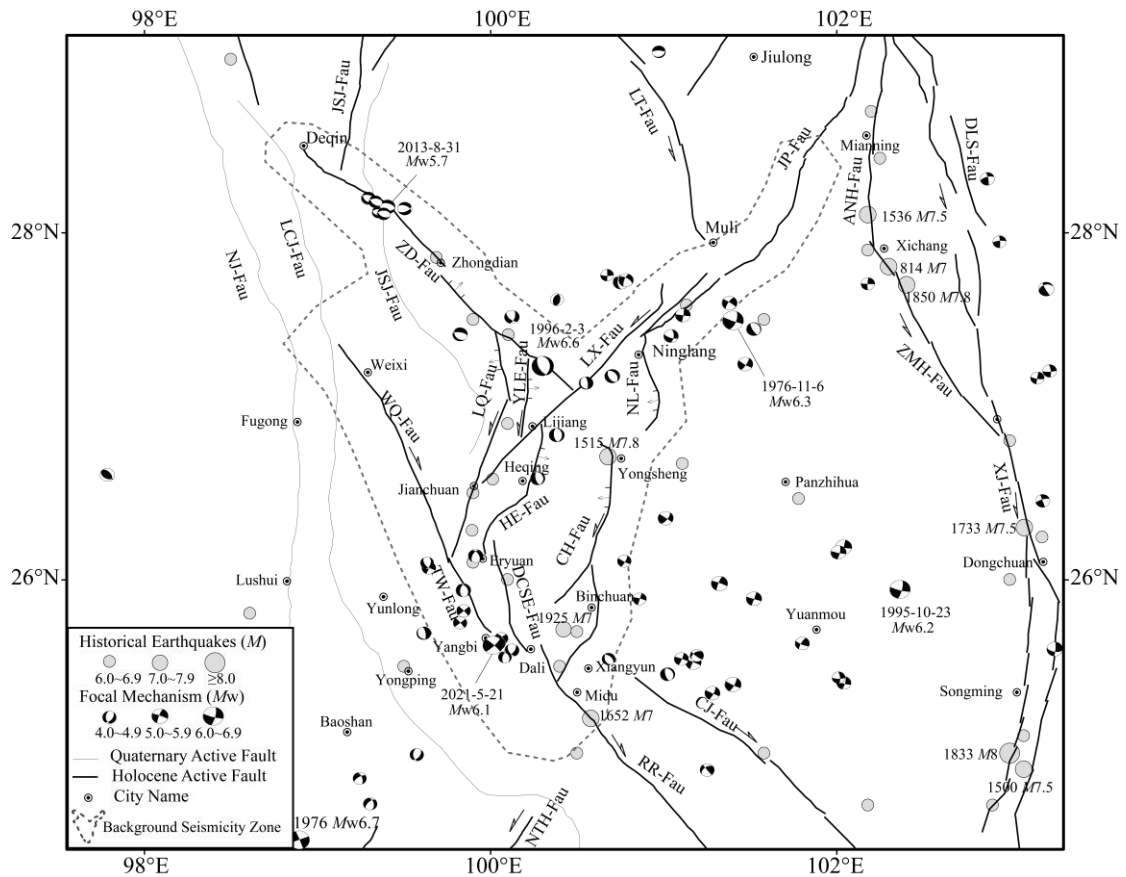 98°E
100°E
102°E
Jiulong
JSJ-Fau
LT-Fau
DLS-Fau
Deqin
Mianning
JP-Fau
2013-8-31
Mw5.7
ANH-Fau
1536 M7.5
28°N
28°N
Muli
LCJ-Fau
NJ-Fau
ZD-Fau
Zhongdian
Xichang
814 M7
1850 M7.8
JSJ-Fau
1996-2-3
Mw6.6
LX-Fau
Ninglang
ZMH-Fau
Weixi
YLE-Fau
LQ-Fau
NL-Fau
1976-11-6
Mw6.3
WQ-Fau
Fugong
Lijiang
1515 M7.8
Yongsheng
Heqing
Jianchuan
Panzhihua
XJ-Fau
HE-Fau
CH-Fau
1733 M7.5
26°N
26°N
Eryuan
Dongchuan
Lushui
TW-Fau
DCSE-Fau
Binchuan
Yunlong
1925 M7
Yuanmou
1995-10-23
Mw6.2
Yangbi
Dali
Xiangyun
Yongping
2021-5-21
Mw6.1
Midu
Songming
CJ-Fau
1652 M7
Baoshan
RR-Fau
1833 M8
1500 M7.5
NTH-Fau
1976 Mw6.7
Historical Earthquakes (M)
6.0~6.9 7.0~7.9 ≥8.0
Focal Mechanism (Mw)
4.0~4.9 5.0~5.9 6.0~6.9
Quaternary Active Fault
Holocene Active Fault
City Name
Background Seismicity Zone
98°E
100°E
102°E